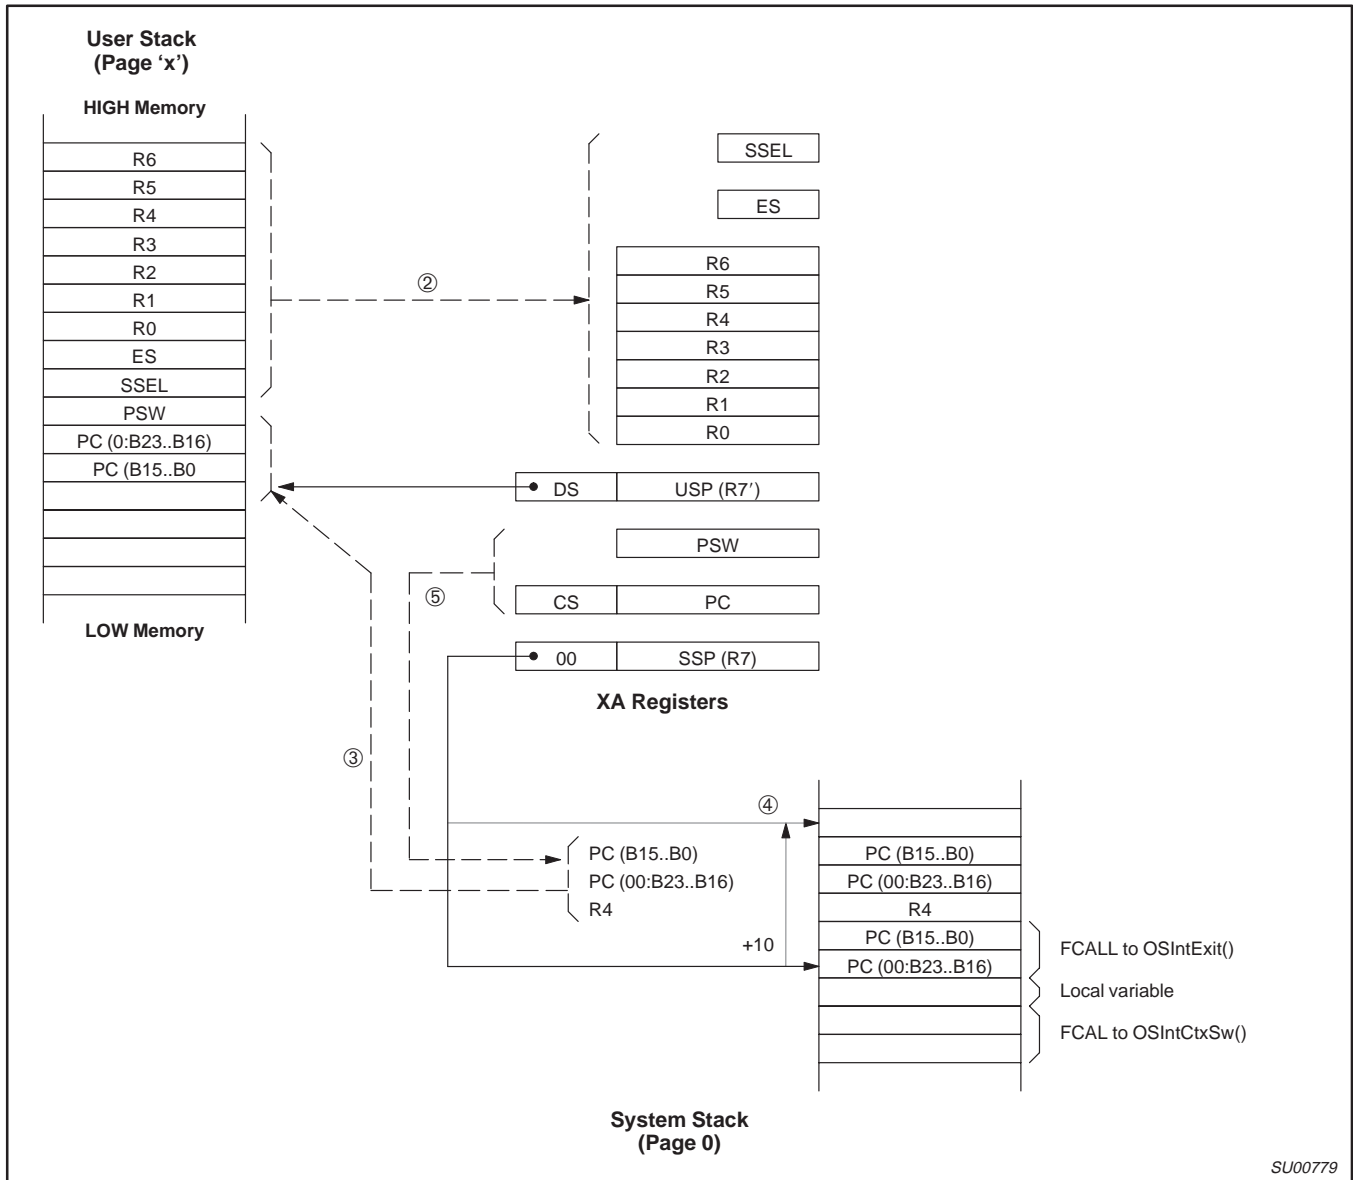 User Stack
(Page ‘x’)
HIGH Memory
R6
R5
R4
R3
R2
R1
R0
ES
SSEL
PSW
PC (0:B23..B16)
PC (B15..B0
LOW Memory
②
SSEL
ES
R6
R5
R4
R3
R2
R1
R0
DS USP (R7′)
PSW
CS PC
00 SSP (R7)
XA Registers
⑤
③
④
PC (B15..B0)
PC (00:B23..B16)
R4
+10
PC (B15..B0)
PC (00:B23..B16)
R4
PC (B15..B0)
PC (00:B23..B16)
FCALL to OSIntExit()
Local variable
FCAL to OSIntCtxSw()
System Stack
(Page 0)
SU00779